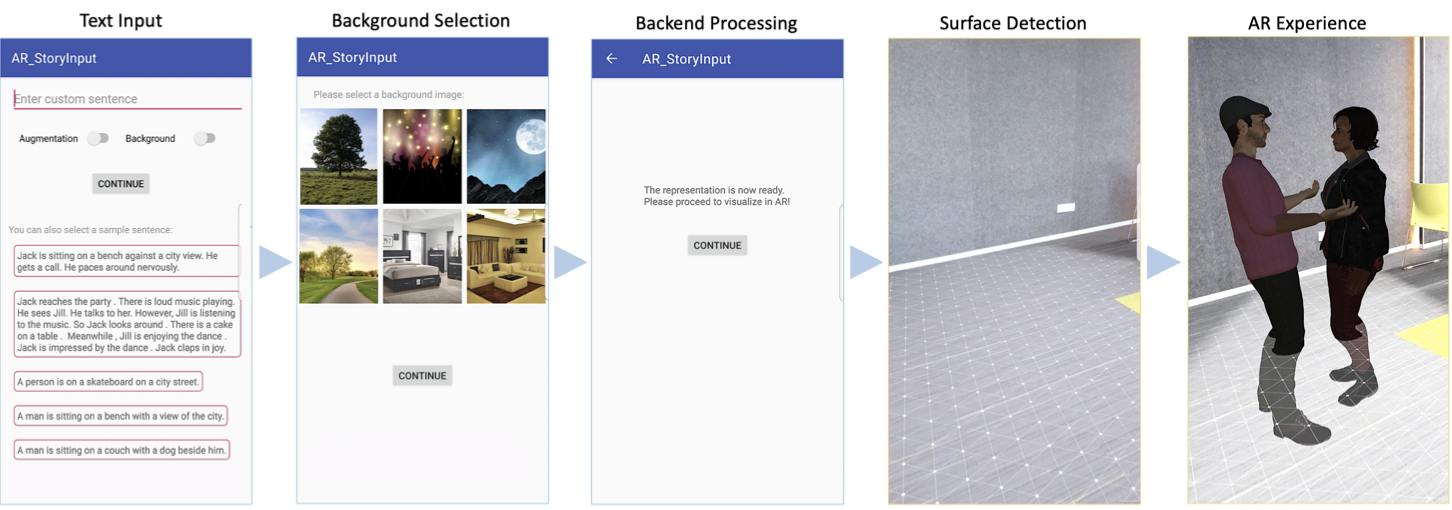 Text Input
AR_StoryInput
Enter custom sentence
Augmentation
Background
CONTINUE
You can also select a sample sentence:
Jack is sitting on a bench against a city view. He
gets a call. He paces around nervously.
Jack reaches the party . There is loud music playing.
He sees Jill. He talks to her. However, Jill is listening
to the music. So Jack looks around . There is a cake
on a table . Meanwhile , Jill is enjoying the dance .
Jack is impressed by the dance . Jack claps in joy.
A person is on a skateboard on a city street.
A man is sitting on a bench with a view of the city.
A man is sitting on a couch with a dog beside him.
Background Selection
AR_StoryInput
Please select a background image:
CONTINUE
Backend Processing
AR_StoryInput
The representation is now ready.
Please proceed to visualize in AR!
CONTINUE
Surface Detection
AR Experience